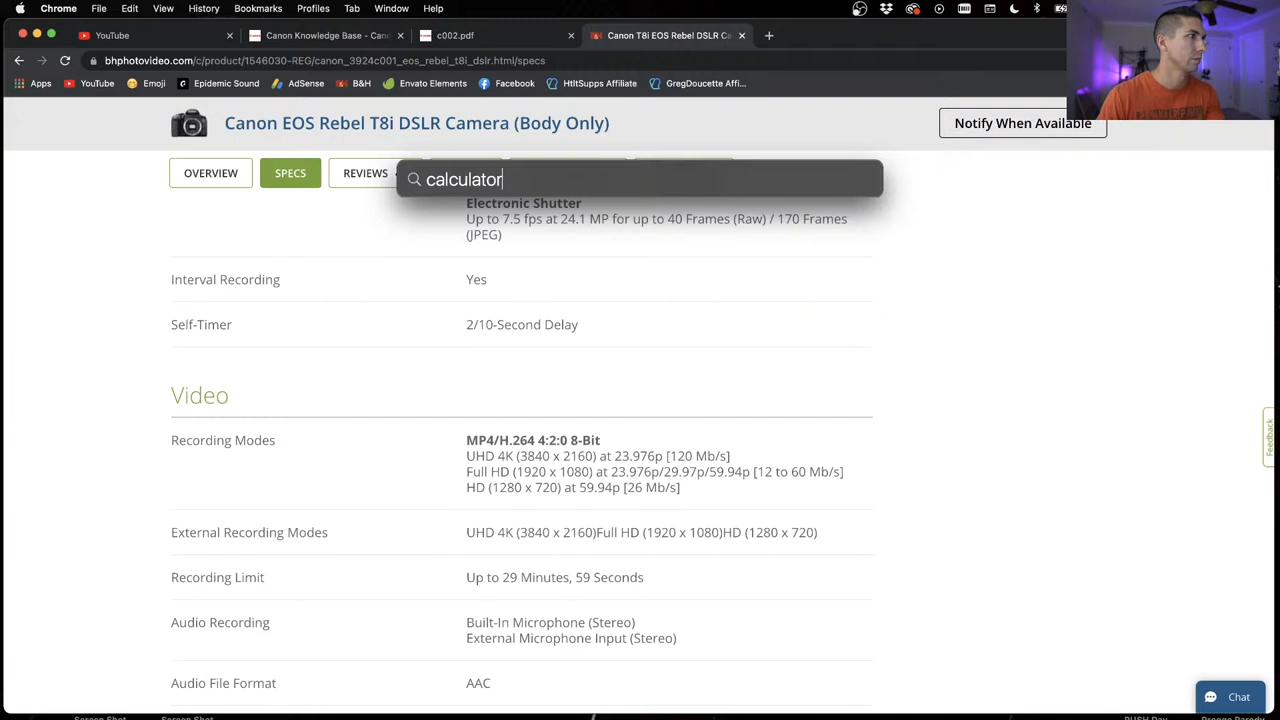 Chrome File Edit View History Bookmarks Profiles Tab Window Help
YouTube
Canon Knowledge Base - Can
c002.pdf
Canon T8i EOS Rebel DSLR Ca
bhphotovideo.com/c/product/1546030-REG/canon_3924c001_eos_rebel_t8i_dslr.html/specs
Apps YouTube Emoji Epidemic Sound AdSense B&H Envato Elements Facebook HtltSupps Affiliate GregDoucette Affi...
Canon EOS Rebel T8i DSLR Camera (Body Only)
Notify When Available
OVERVIEW SPECS REVIEWS
calculator
Electronic Shutter
Up to 7.5 fps at 24.1 MP for up to 40 Frames (Raw) / 170 Frames
(JPEG)
Interval Recording Yes
Self-Timer 2/10-Second Delay
Video
Recording Modes MP4/H.264 4:2:0 8-Bit
UHD 4K (3840 x 2160) at 23.976p [120 Mb/s]
Full HD (1920 x 1080) at 23.976p/29.97p/59.94p [12 to 60 Mb/s]
HD (1280 x 720) at 59.94p [26 Mb/s]
External Recording Modes UHD 4K (3840 x 2160)Full HD (1920 x 1080)HD (1280 x 720)
Recording Limit Up to 29 Minutes, 59 Seconds
Audio Recording Built-In Microphone (Stereo)
External Microphone Input (Stereo)
Audio File Format AAC
Feedback
Chat